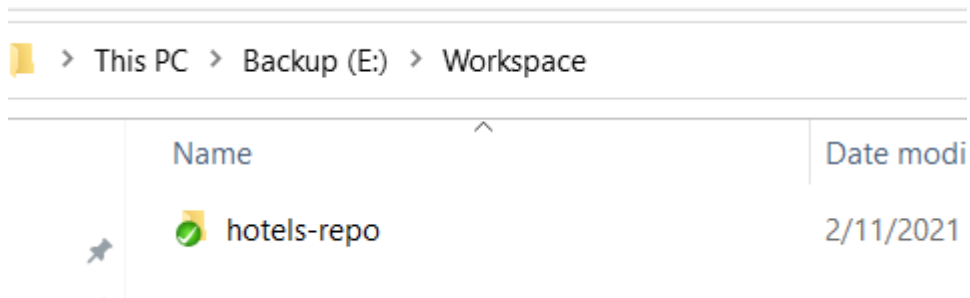 This PC > Backup (E:) > Workspace
Name Date modi
hotels-repo 2/11/2021